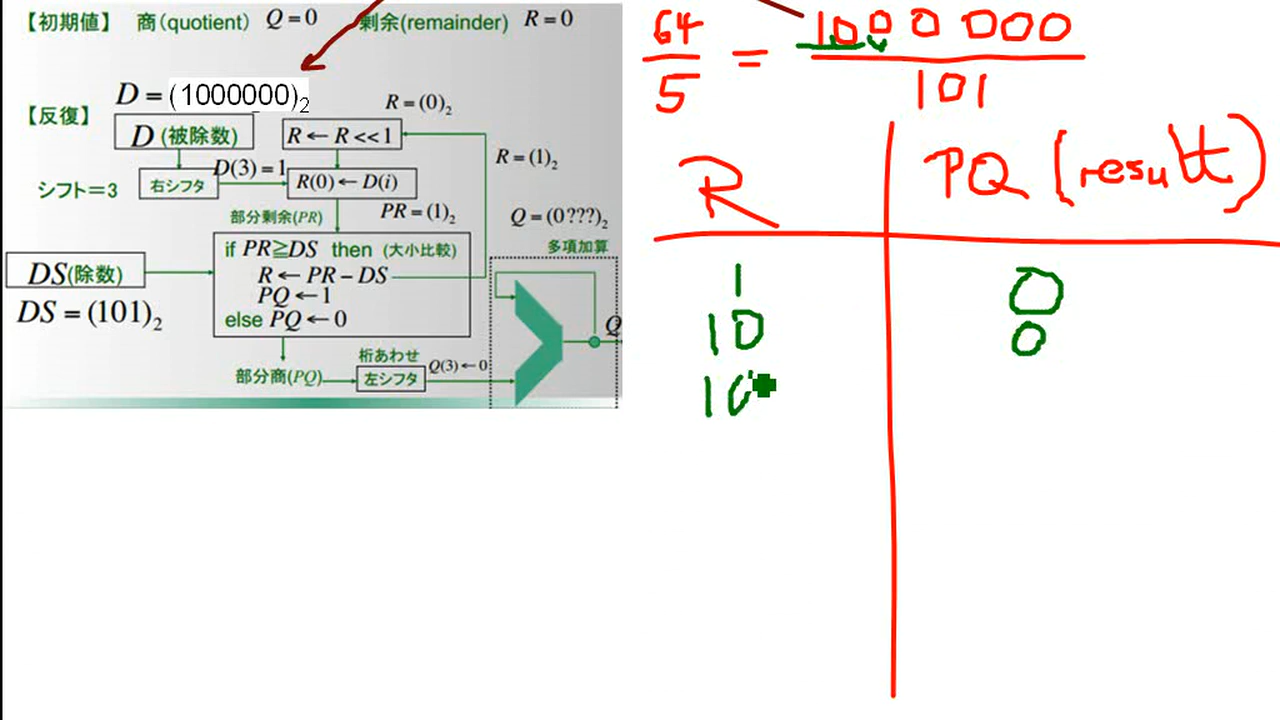 【初期値】 商(quotient) Q=0 剰余(remainder) R=0
D=(1000000)₂
【反復】
D (被除数)
R=(0)₂
R←R<<1
D(3)=1
R=(1)₂
シフト=3
右シフタ
R(0)←D(i)
部分剰余(PR)
PR=(1)₂
Q=(0???)₂
多項加算
DS(除数)
DS=(101)₂
if PR≧DS then (大小比較)
R←PR−DS
PQ←1
else PQ←0
Q
部分商(PQ)
桁あわせ
左シフタ
Q(3)←0
64
5
=
1000000
101
R
PQ (result)
1 0
10 0
10